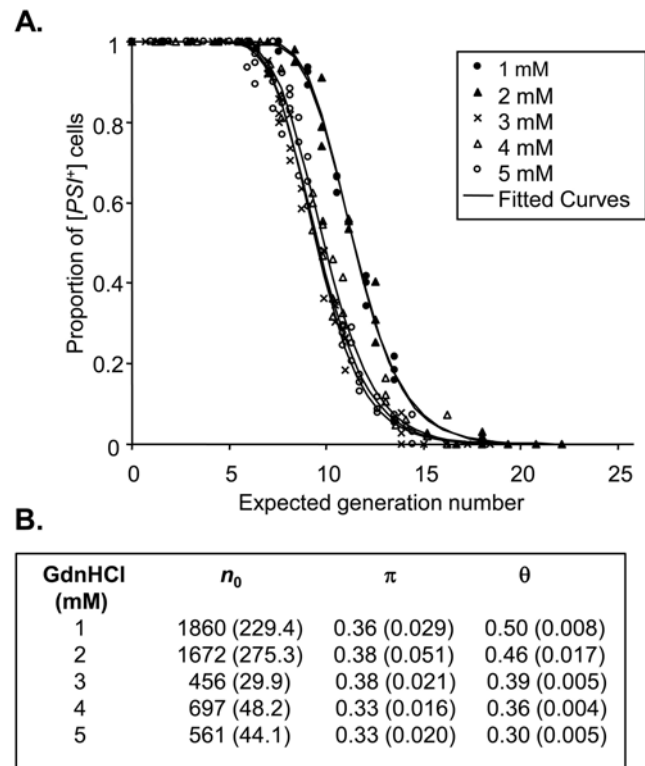 A.
Proportion of [PSI+] cells
1
0.8
0.6
0.4
0.2
0
0 5 10 15 20 25
Expected generation number
1 mM
2 mM
3 mM
4 mM
5 mM
Fitted Curves
B.
GdnHCl n0 π θ
(mM)
1 1860 (229.4) 0.36 (0.029) 0.50 (0.008)
2 1672 (275.3) 0.38 (0.051) 0.46 (0.017)
3 456 (29.9) 0.38 (0.021) 0.39 (0.005)
4 697 (48.2) 0.33 (0.016) 0.36 (0.004)
5 561 (44.1) 0.33 (0.020) 0.30 (0.005)